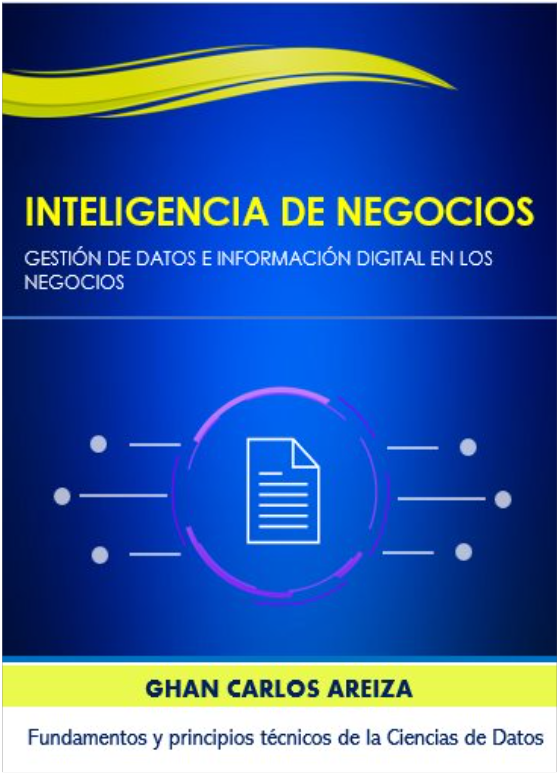 INTELIGENCIA DE NEGOCIOS
GESTIÓN DE DATOS E INFORMACIÓN DIGITAL EN LOS
NEGOCIOS
GHAN CARLOS AREIZA
Fundamentos y principios técnicos de la Ciencias de Datos